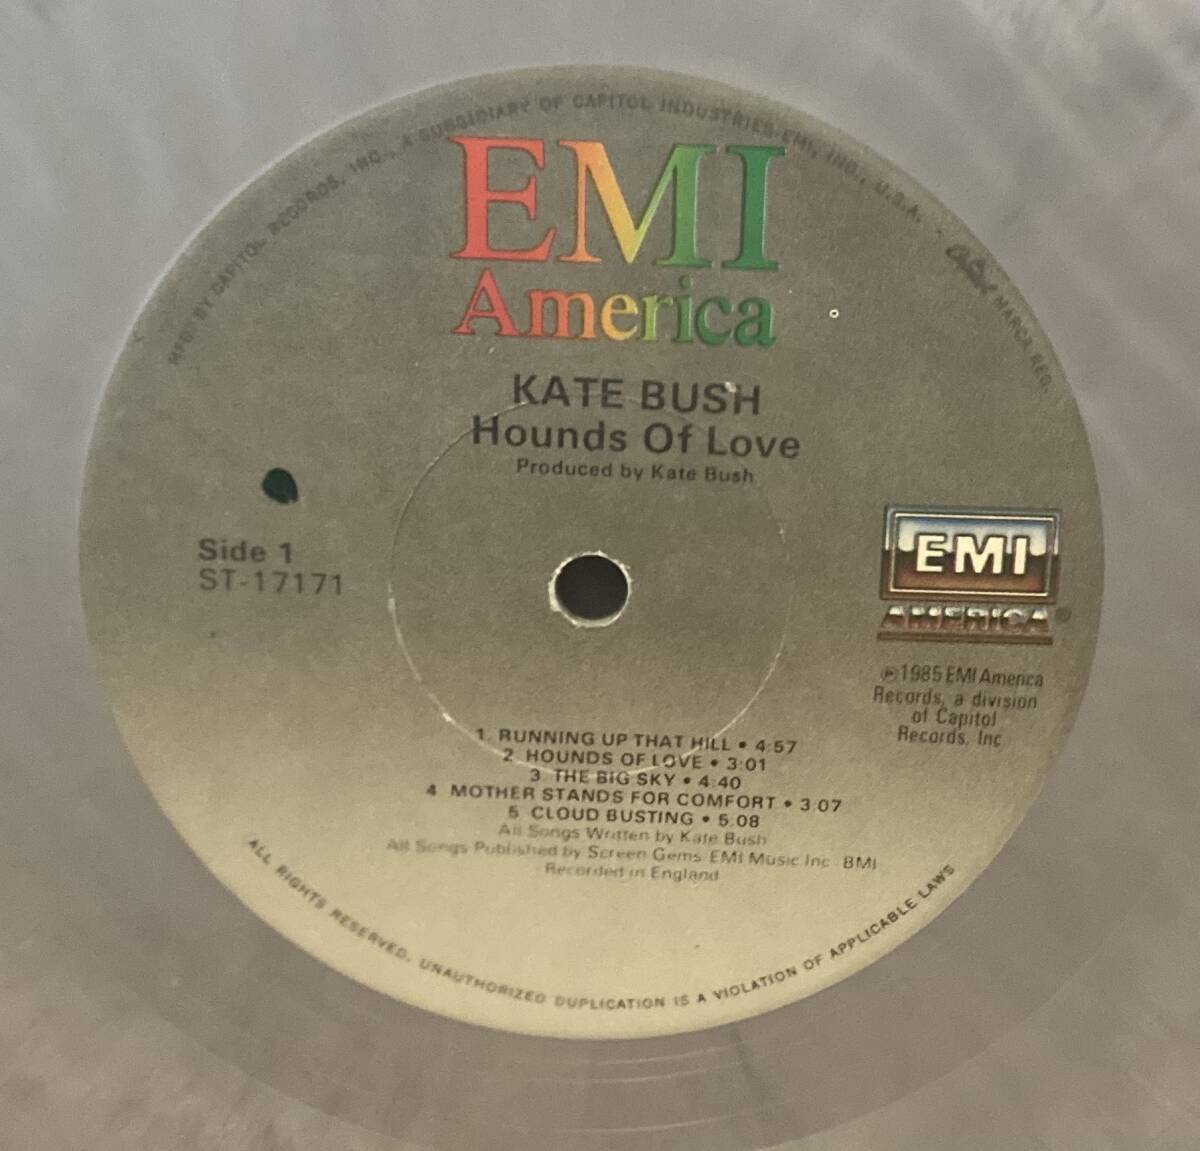 MFD. BY CAPITOL RECORDS, INC., A SUBSIDIARY OF CAPITOL INDUSTRIES-EMI, INC., U.S.A. · Capitol MARCA REG.
EMI
America
KATE BUSH
Hounds Of Love
Produced by Kate Bush
Side 1
ST-17171
EMI
AMERICA®
℗1985 EMI America
Records, a division
of Capitol
Records, Inc
1. RUNNING UP THAT HILL • 4:57
2 HOUNDS OF LOVE • 3:01
3 THE BIG SKY • 4:40
4 MOTHER STANDS FOR COMFORT • 3:07
5 CLOUD BUSTING • 5:08
All Songs Written by Kate Bush
All Songs Published by Screen Gems-EMI Music Inc BMI
Recorded in England
ALL RIGHTS RESERVED. UNAUTHORIZED DUPLICATION IS A VIOLATION OF APPLICABLE LAWS